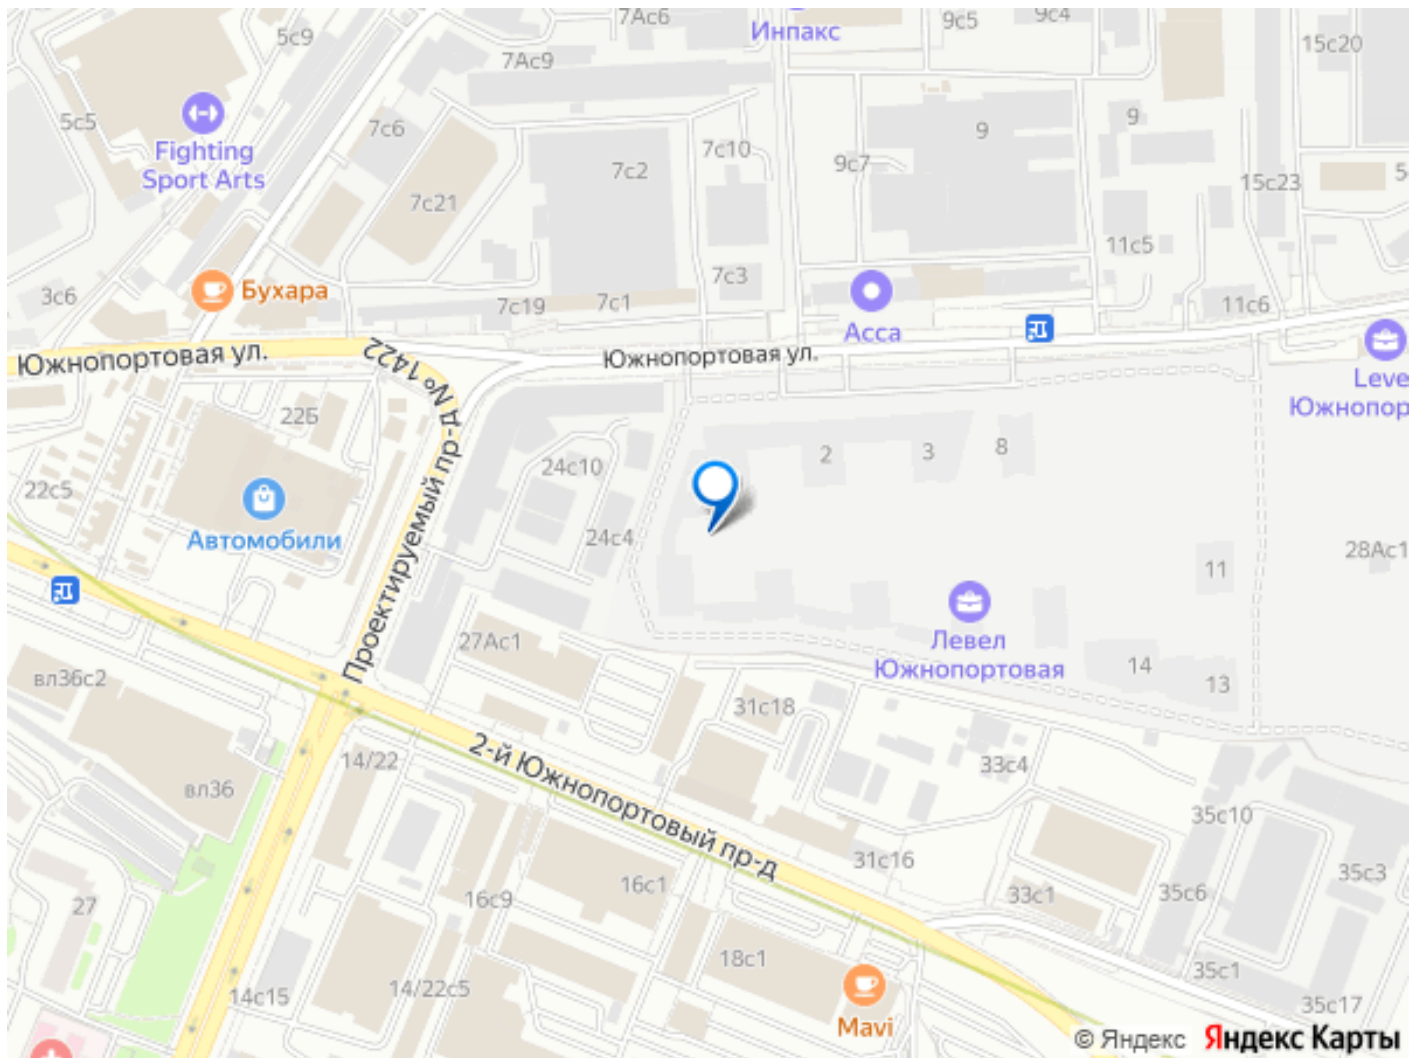 7Ас6
Инпакс
9с5
9с4
15с20
5с9
7Ас9
5с5
7с6
9
9
Fighting
Sport Arts
7с10
7с2
9с7
15с23
5-
7с21
11с5
3с6
Бухара
7с3
7с19
7с1
11с6
Асса
Южнопортовая ул.
Южнопортовая ул.
Проектируемый пр-д № 1422
Leve
Южнопор
22Б
2
3
8
24с10
22с5
Автомобили
24с4
28Ас1
11
27Ас1
Левел
Южнопортовая
вл36с2
14
13
31с18
2-й Южнопортовый пр-д
14/22
33с4
вл36
35с10
31с16
16с1
16с9
27
33с1
35с6
35с3
18с1
35с1
14с15
14/22с5
35с17
Mavi
© Яндекс Яндекс Карты